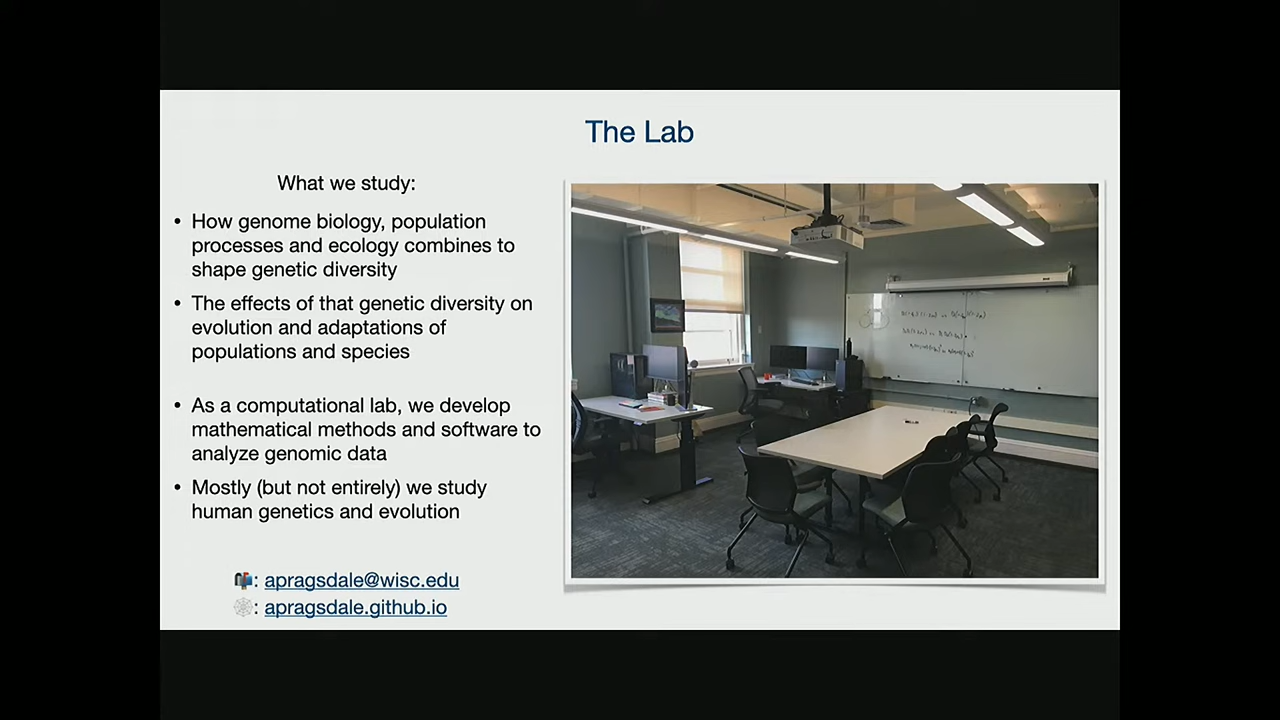 The Lab
What we study:
• How genome biology, population
processes and ecology combines to
shape genetic diversity
• The effects of that genetic diversity on
evolution and adaptations of
populations and species
• As a computational lab, we develop
mathematical methods and software to
analyze genomic data
• Mostly (but not entirely) we study
human genetics and evolution
: apragsdale@wisc.edu
: apragsdale.github.io